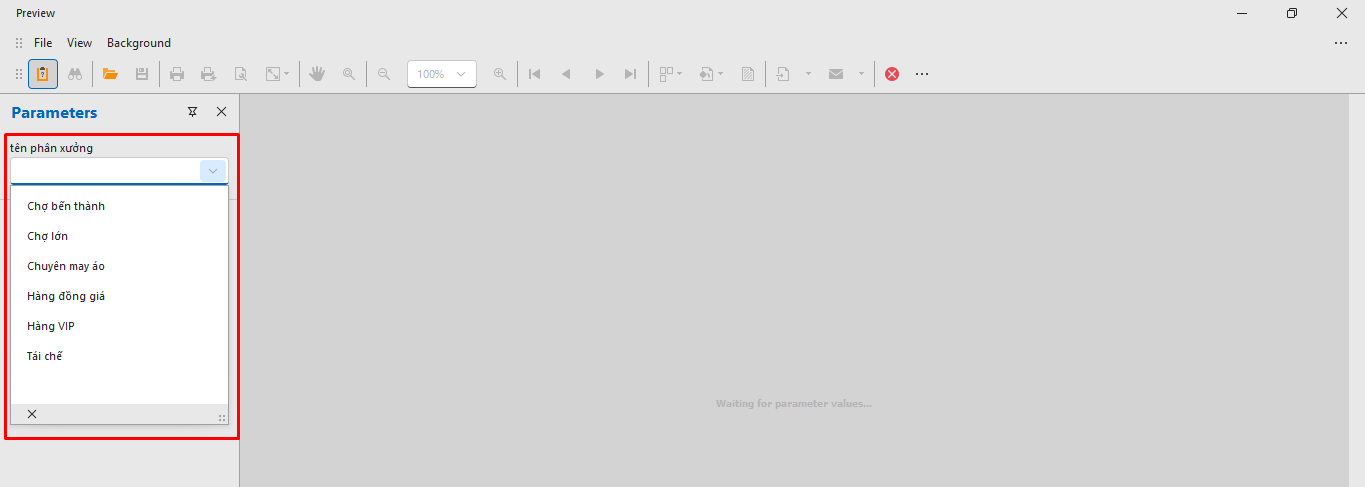 Preview
File View Background
100%
Parameters
tên phân xưởng
Chợ bến thành
Chợ lớn
Chuyên may áo
Hàng đồng giá
Hàng VIP
Tái chế
Waiting for parameter values...